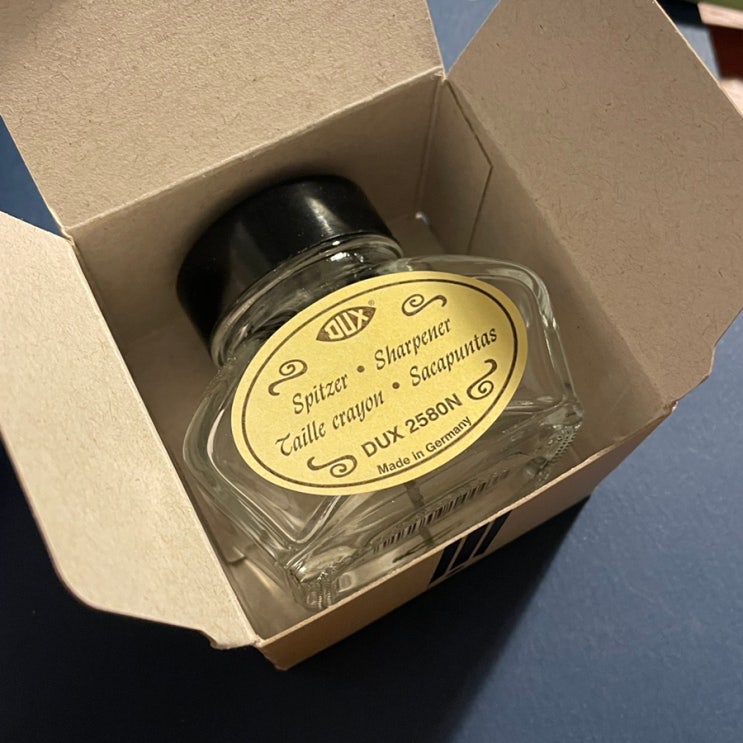 DUX®
Spitzer • Sharpener
Taille crayon • Sacapuntas
DUX 2580N
Made in Germany